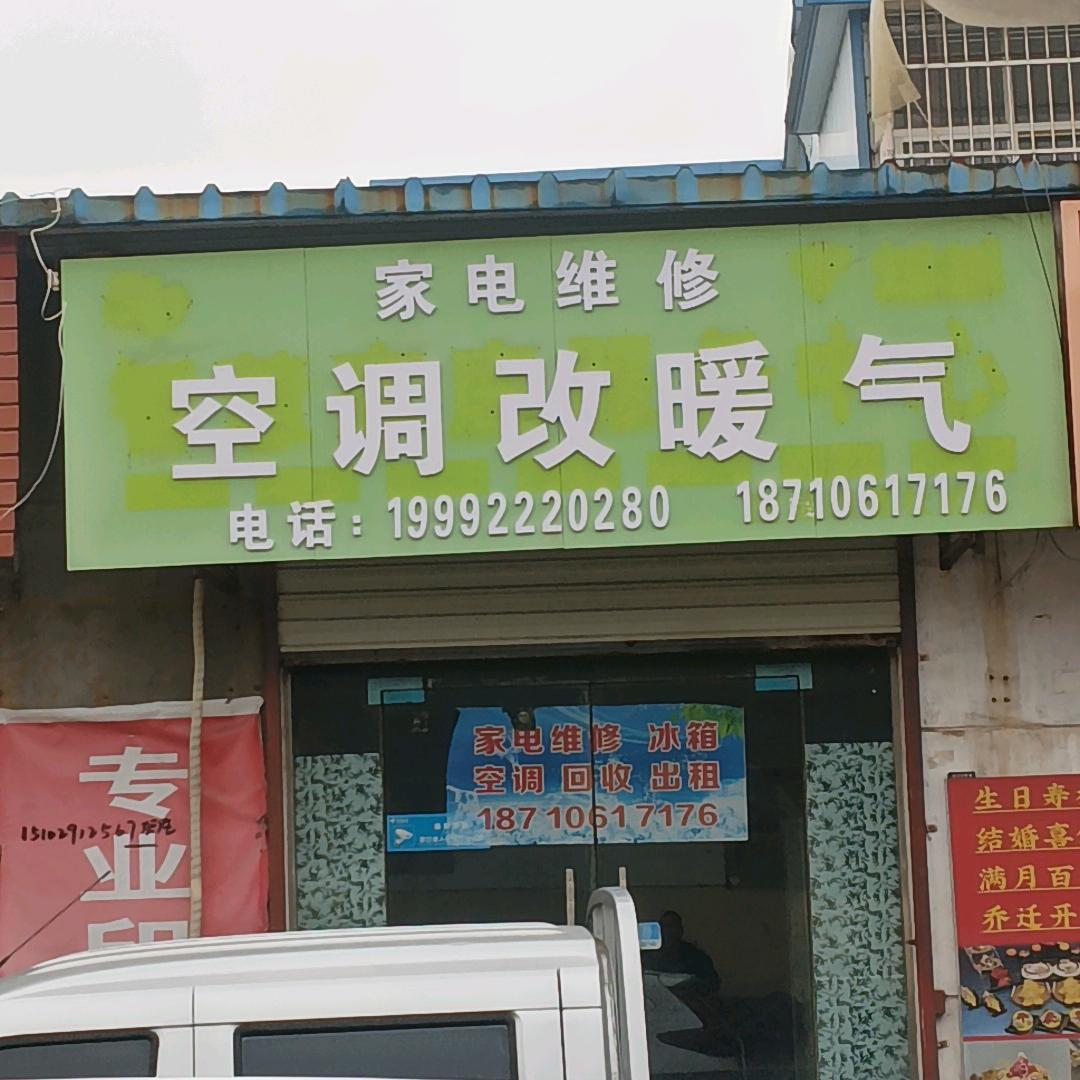 家电维修
空调改暖气
电话：19992220280 18710617176
家电维修 冰箱
空调 回收 出租
18710617176
专业印
15102912567
生日寿
结婚喜
满月百
乔迁开